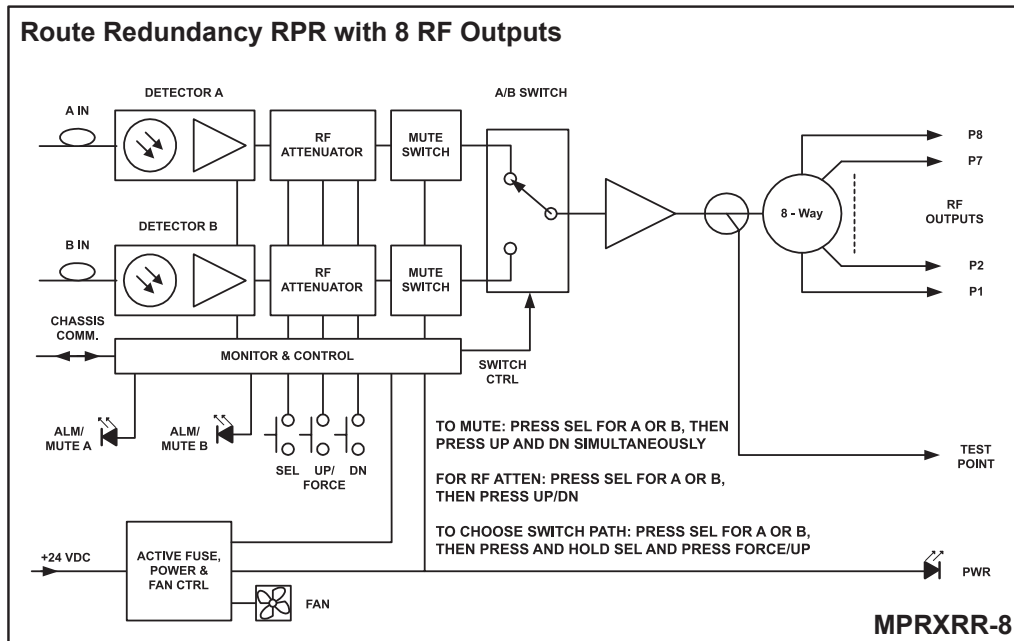 Route Redundancy RPR with 8 RF Outputs
DETECTOR A
A/B SWITCH
A IN
RF
ATTENUATOR
MUTE
SWITCH
P8
P7
8 - Way
RF
OUTPUTS
DETECTOR B
B IN
RF
ATTENUATOR
MUTE
SWITCH
P2
P1
CHASSIS
COMM.
MONITOR & CONTROL
SWITCH
CTRL
ALM/
MUTE A
ALM/
MUTE B
SEL
UP/
FORCE
DN
TO MUTE: PRESS SEL FOR A OR B, THEN
PRESS UP AND DN SIMULTANEOUSLY
TEST
POINT
FOR RF ATTEN: PRESS SEL FOR A OR B,
THEN PRESS UP/DN
TO CHOOSE SWITCH PATH: PRESS SEL FOR A OR B,
THEN PRESS AND HOLD SEL AND PRESS FORCE/UP
+24 VDC
ACTIVE FUSE,
POWER &
FAN CTRL
PWR
FAN
MPRXRR-8